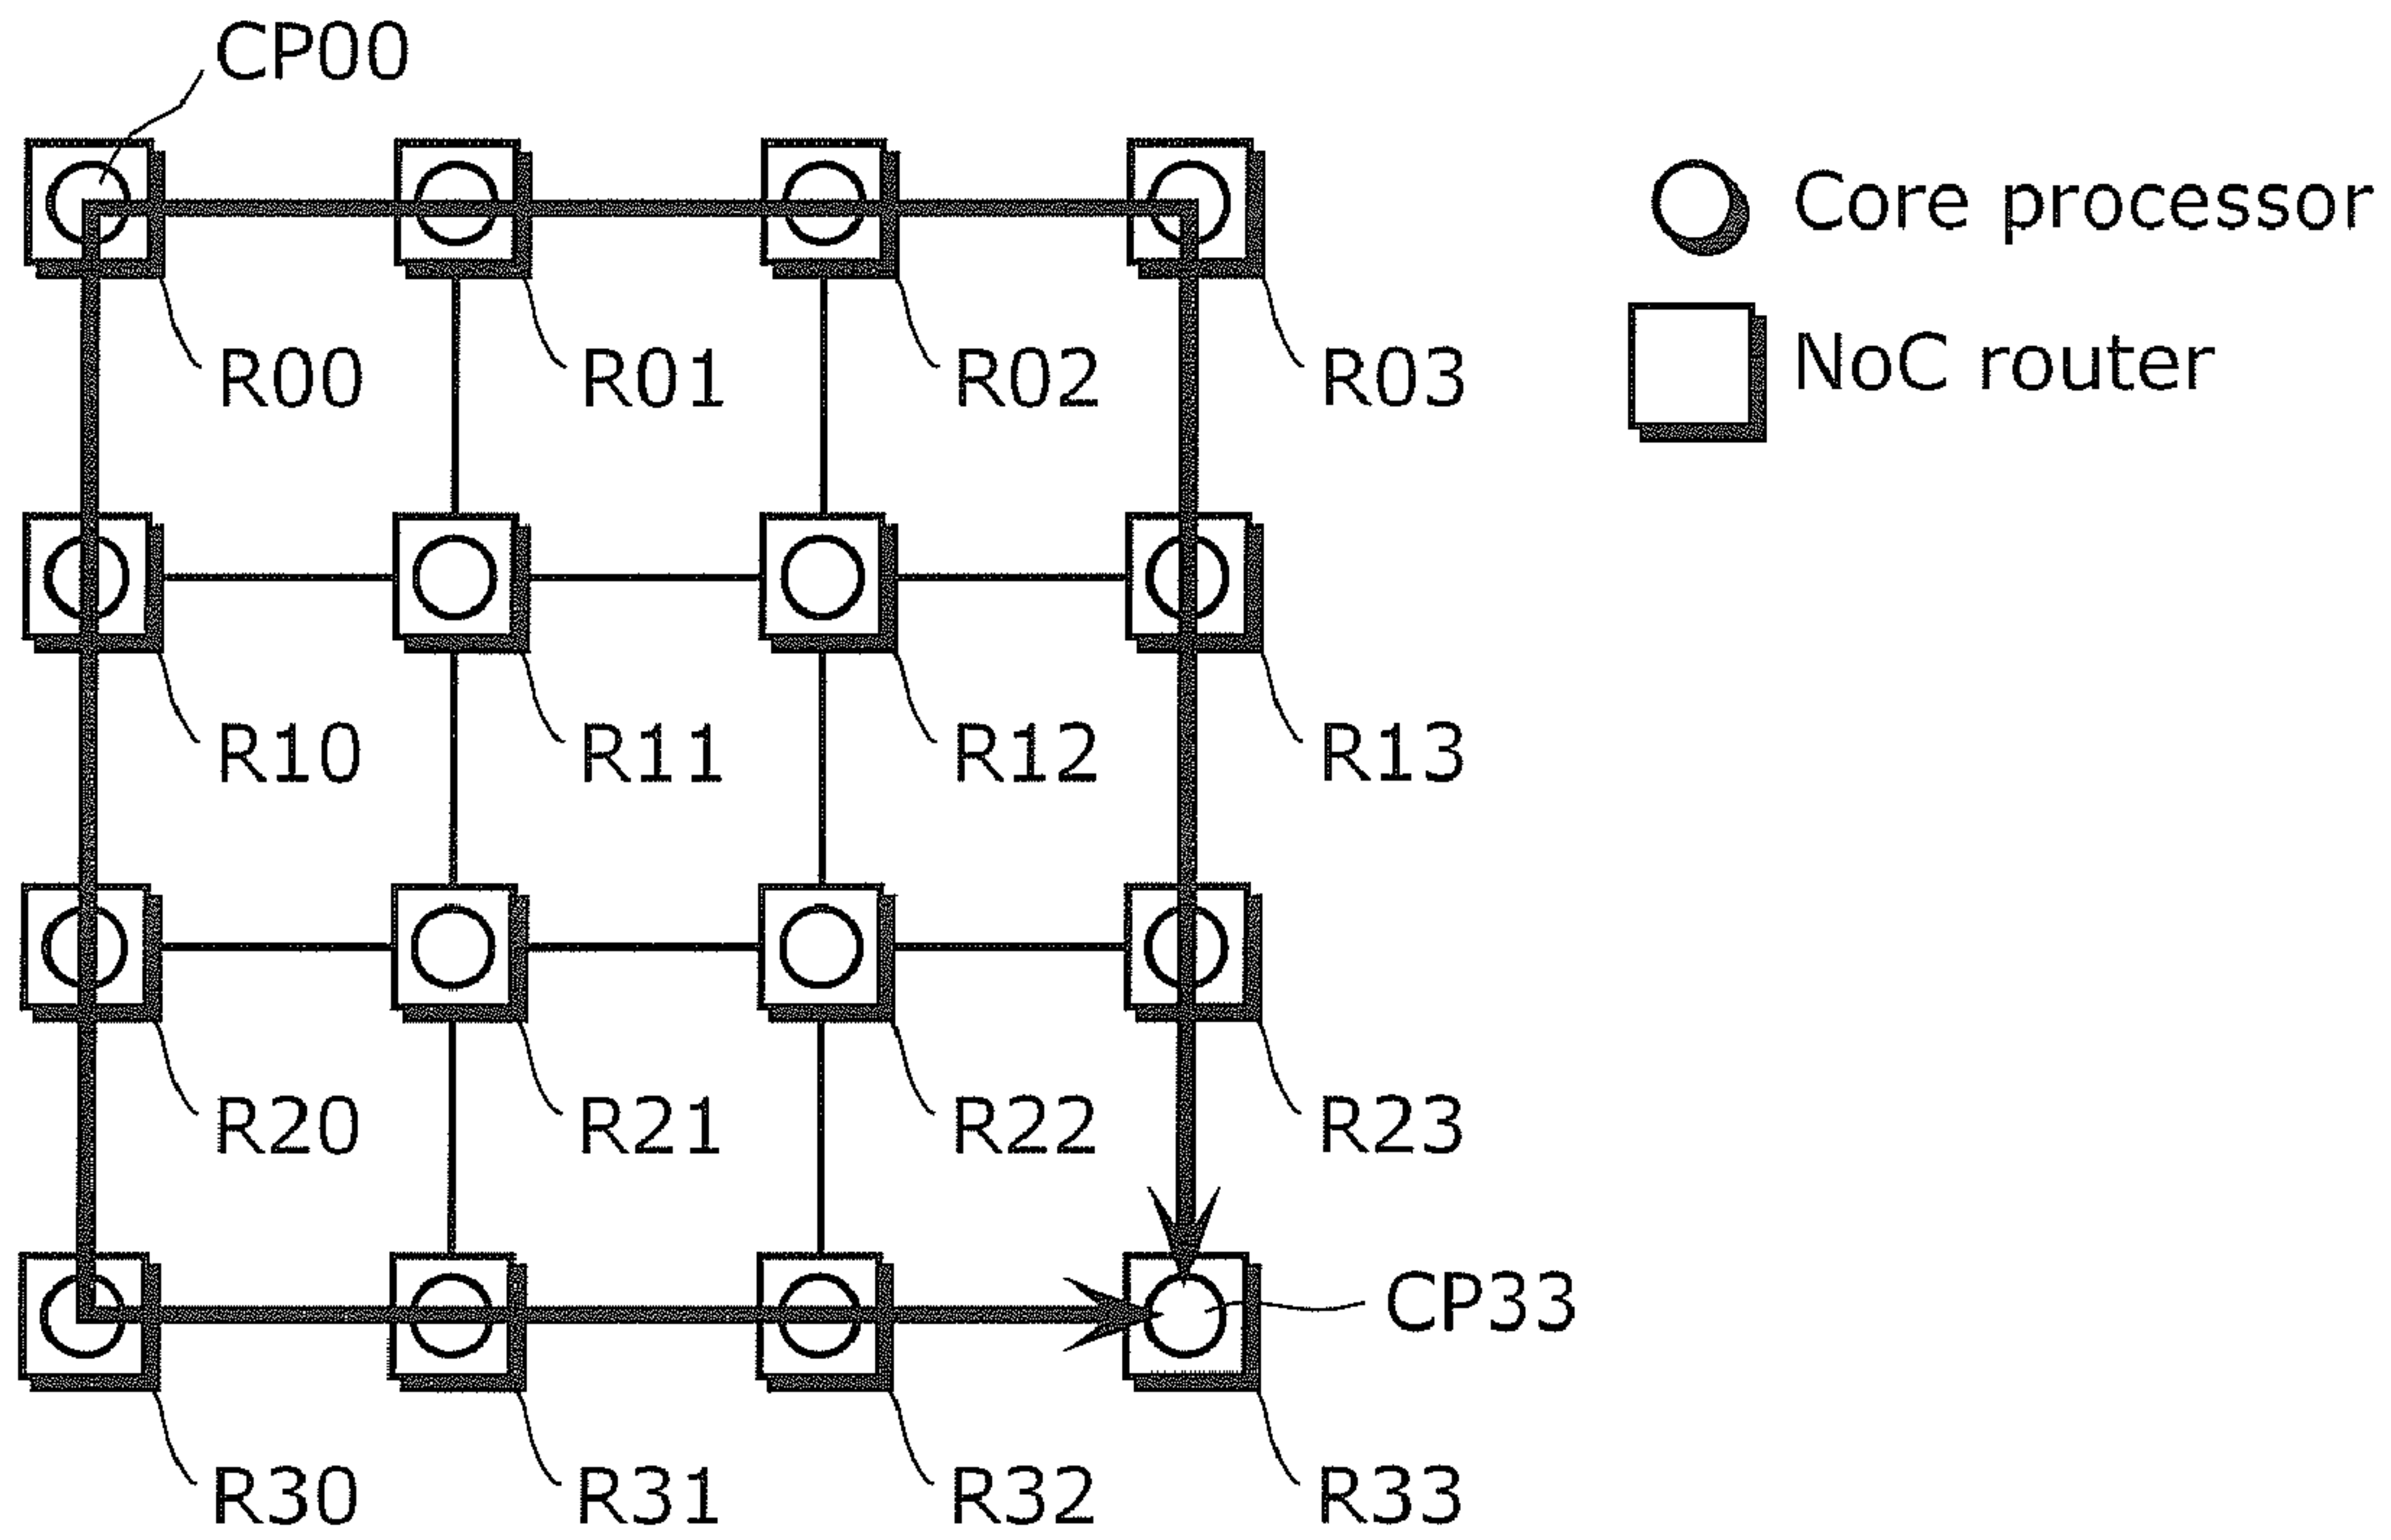 CP00
Core processor
NoC router
R00 R01 R02 R03
R10 R11 R12 R13
R20 R21 R22 R23
CP33
R30 R31 R32 R33